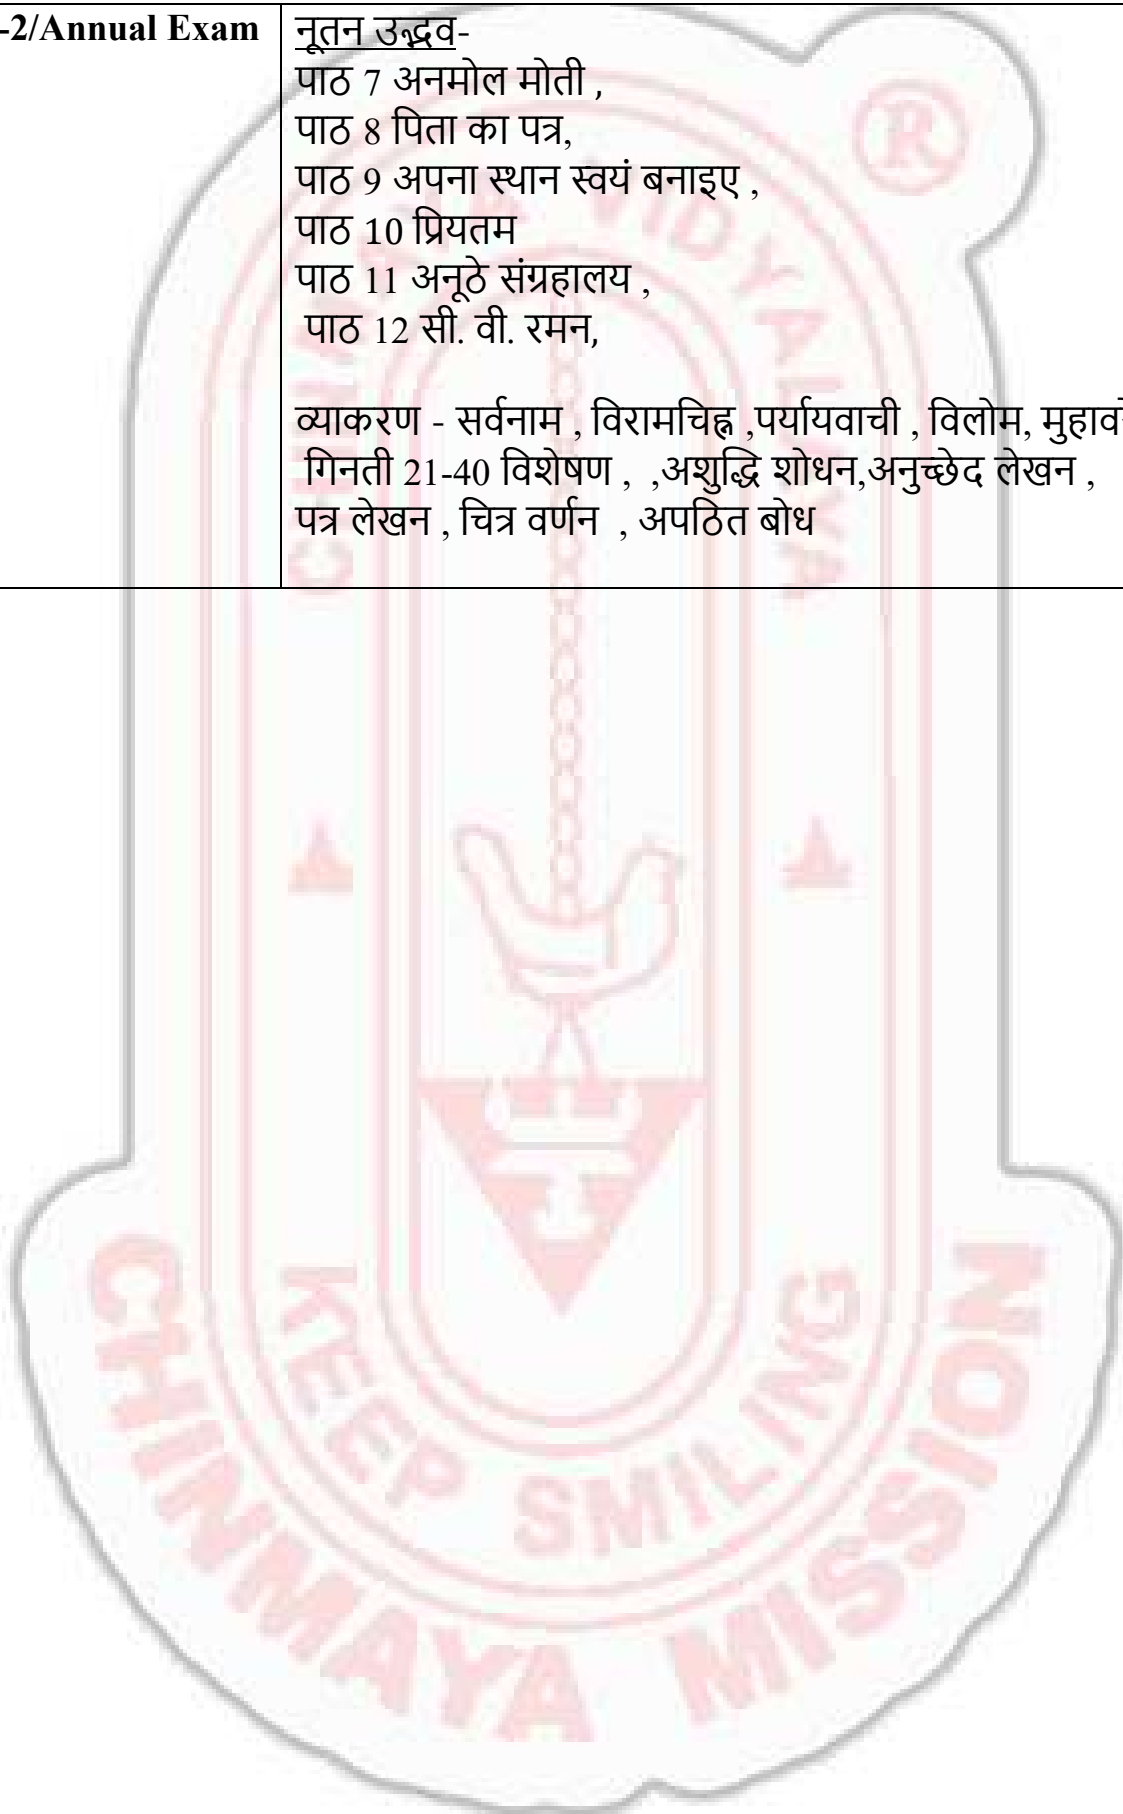 -2/Annual Exam
नूतन उद्भव-
पाठ 7 अनमोल मोती ,
पाठ 8 पिता का पत्र,
पाठ 9 अपना स्थान स्वयं बनाइए ,
पाठ 10 प्रियतम
पाठ 11 अनूठे संग्रहालय ,
पाठ 12 सी. वी. रमन,
व्याकरण - सर्वनाम , विरामचिह्न ,पर्यायवाची , विलोम,
गिनती 21-40 विशेषण , ,अशुद्धि शोधन,अनुच्छेद लेखन ,
पत्र लेखन , चित्र वर्णन , अपठित बोध
CHINMAYA VIDYALAYA
R
KEEP SMILING
CHINMAYA MISSION